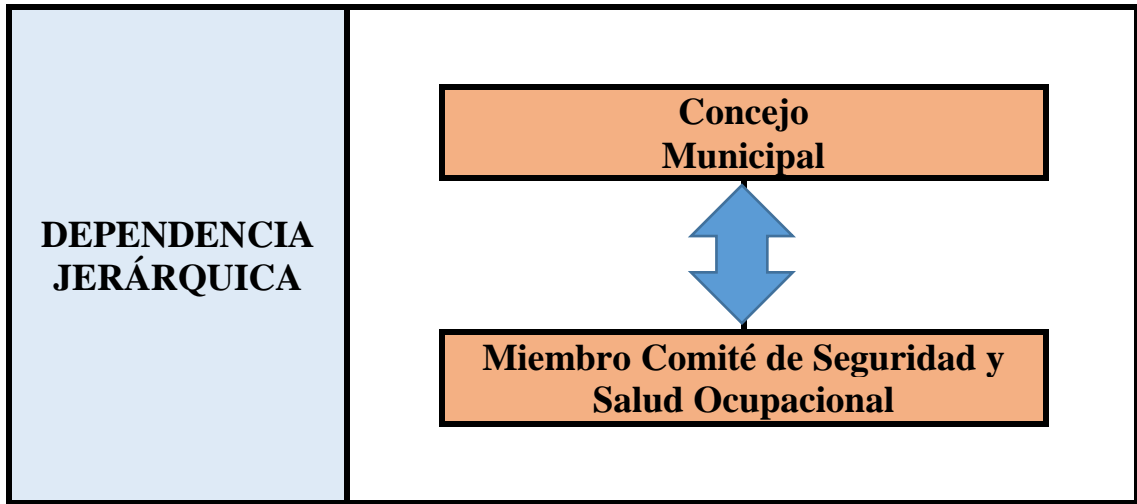 DEPENDENCIA
JERÁRQUICA
Concejo
Municipal
Miembro Comité de Seguridad y
Salud Ocupacional